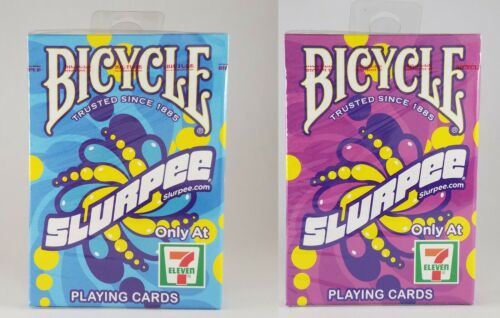 BICYCLE
®
TRUSTED SINCE 1885
SLURPEE
Slurpee.com
Only At
7
ELEVEN
PLAYING CARDS
BICYCLE
®
TRUSTED SINCE 1885
SLURPEE
Slurpee.com
Only At
7
ELEVEN
PLAYING CARDS